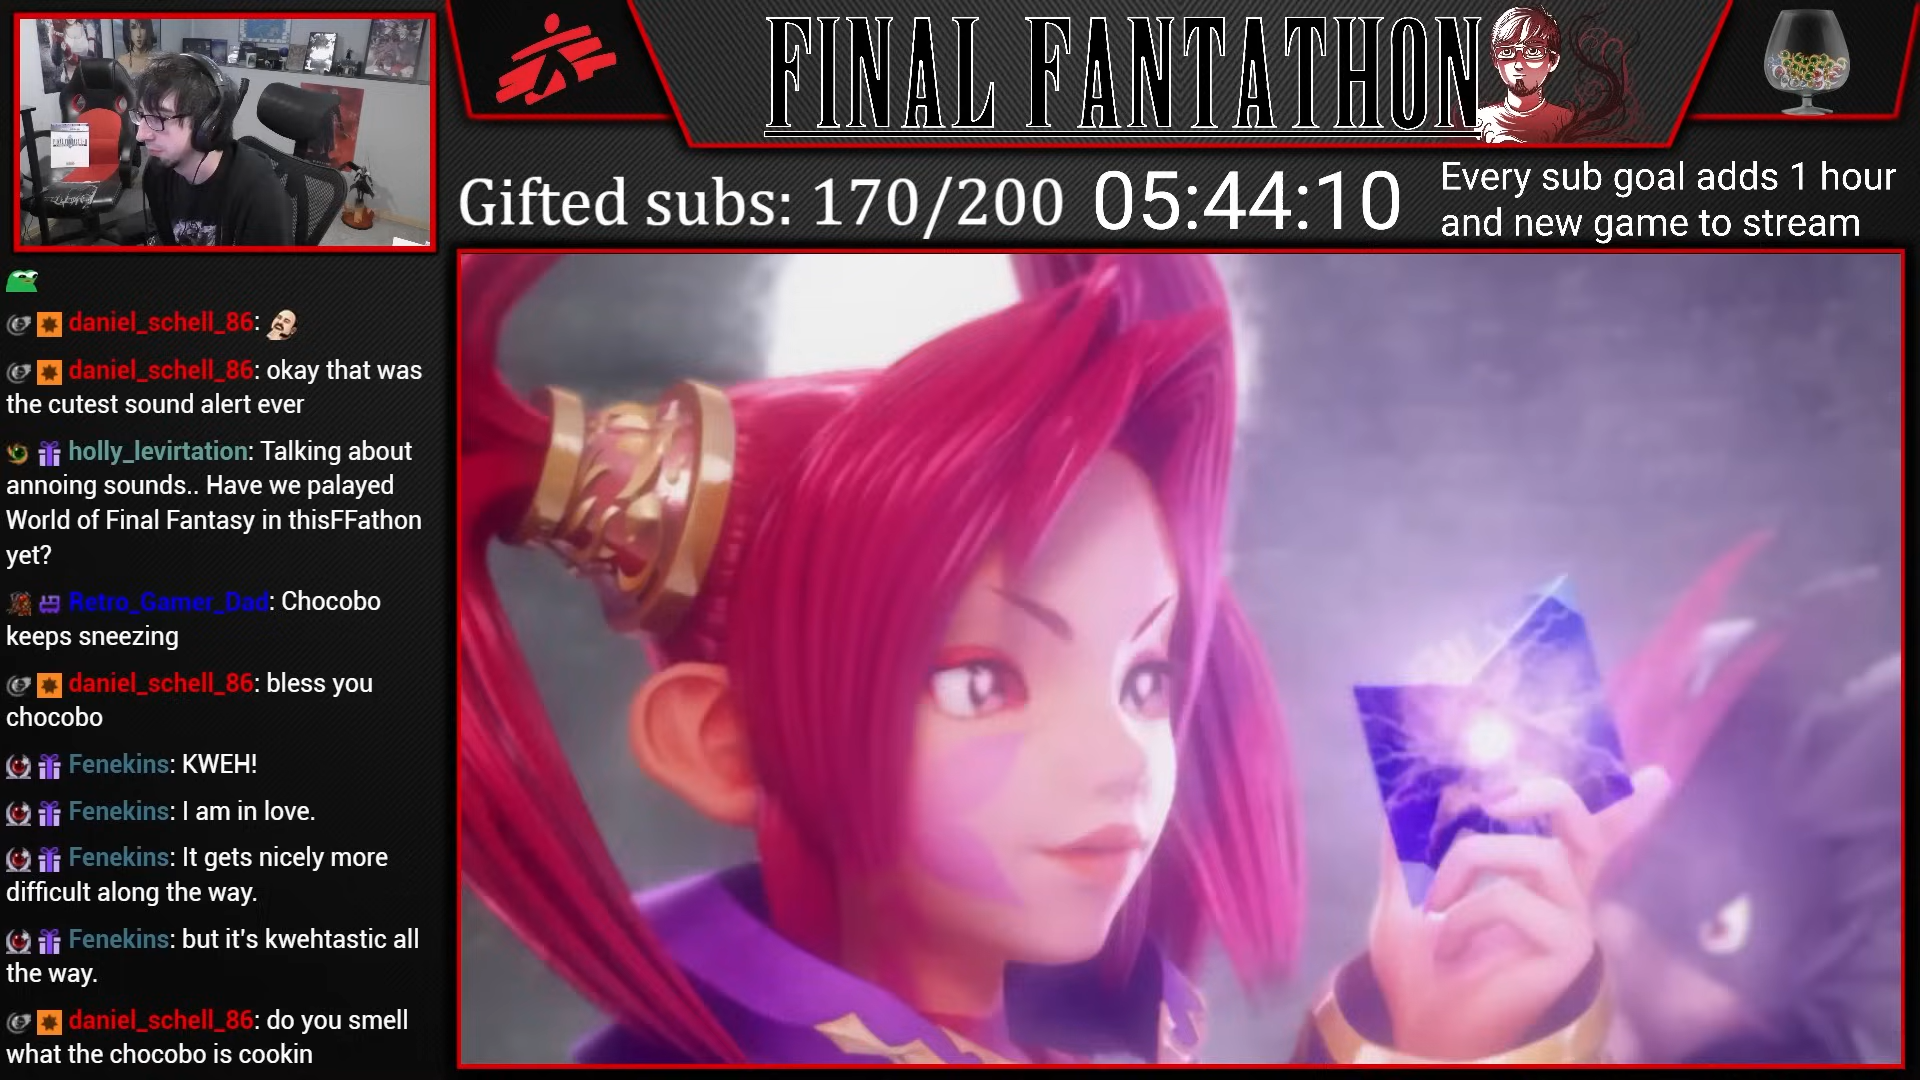 FINAL FANTATHON
Gifted subs: 170/200
05:44:10
Every sub goal adds 1 hour
and new game to stream
daniel_schell_86:
daniel_schell_86: okay that was
the cutest sound alert ever
holly_levirtation: Talking about
annoing sounds.. Have we palayed
World of Final Fantasy in thisFFathon
yet?
Retro_Gamer_Dad: Chocobo
keeps sneezing
daniel_schell_86: bless you
chocobo
Fenekins: KWEH!
Fenekins: I am in love.
Fenekins: It gets nicely more
difficult along the way.
Fenekins: but it's kwehtastic all
the way.
daniel_schell_86: do you smell
what the chocobo is cookin